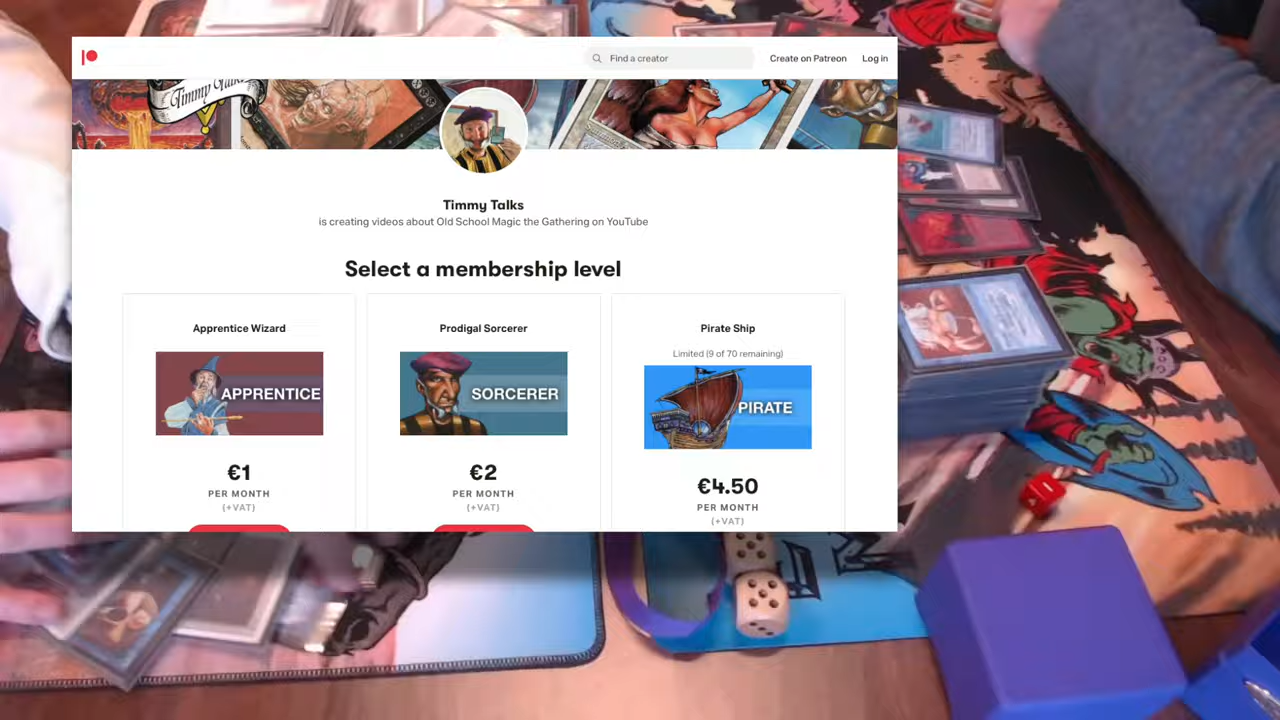 Find a creator
Create on Patreon
Log in
Timmy Talks
Timmy Talks
is creating videos about Old School Magic the Gathering on YouTube
Select a membership level
Apprentice Wizard
Prodigal Sorcerer
Pirate Ship
Limited (9 of 70 remaining)
APPRENTICE
SORCERER
PIRATE
€1
PER MONTH
(+VAT)
€2
PER MONTH
(+VAT)
€4.50
PER MONTH
(+VAT)